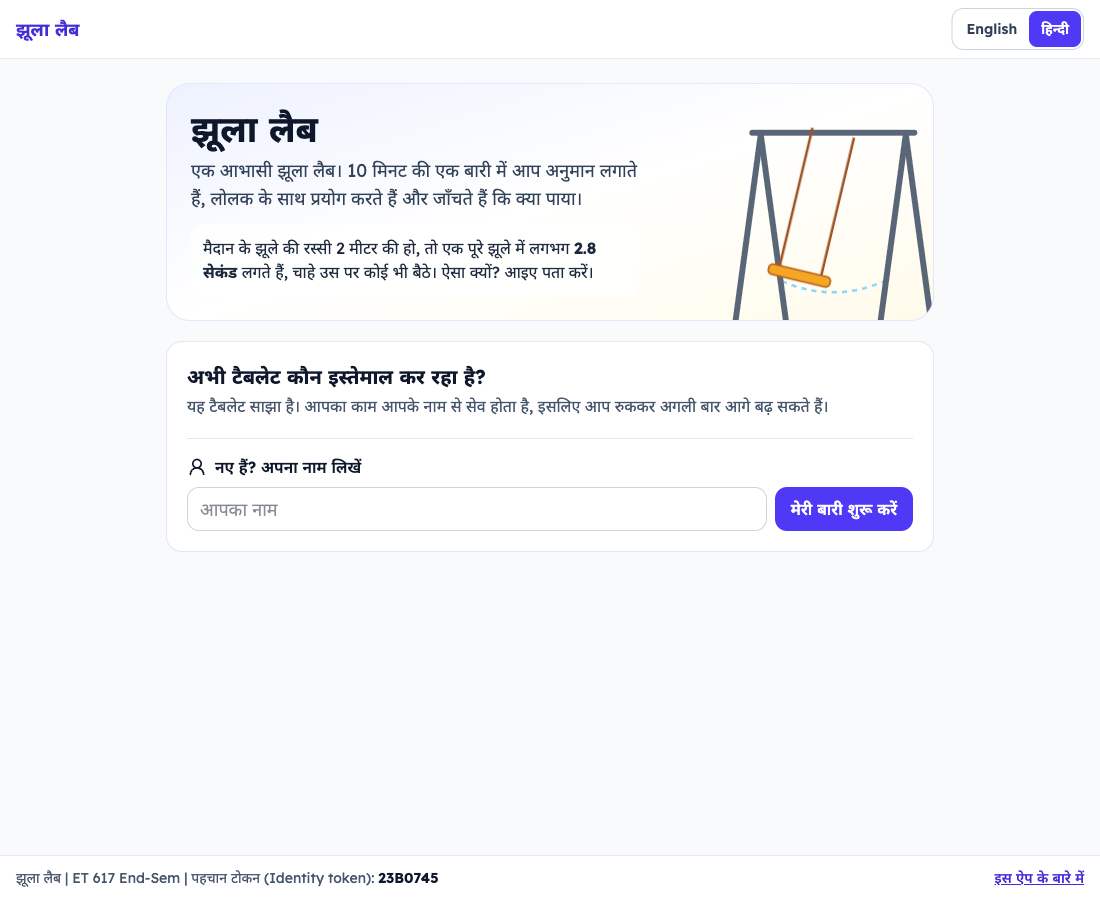 झूला लैब
English
हिन्दी
झूला लैब
एक आभासी झूला लैब। 10 मिनट की एक बारी में आप अनुमान लगाते
हैं, लोलक के साथ प्रयोग करते हैं और जाँचते हैं कि क्या पाया।
मैदान के झूले की रस्सी 2 मीटर की हो, तो एक पूरे झूले में लगभग 2.8
सेकंड लगते हैं, चाहे उस पर कोई भी बैठे। ऐसा क्यों? आइए पता करें।
अभी टैबलेट कौन इस्तेमाल कर रहा है?
यह टैबलेट साझा है। आपका काम आपके नाम से सेव होता है, इसलिए आप रुककर अगली बार आगे बढ़ सकते हैं।
नए हैं? अपना नाम लिखें
आपका नाम
मेरी बारी शुरू करें
झूला लैब | ET 617 End-Sem | पहचान टोकन (Identity token): 23B0745
इस ऐप के बारे में